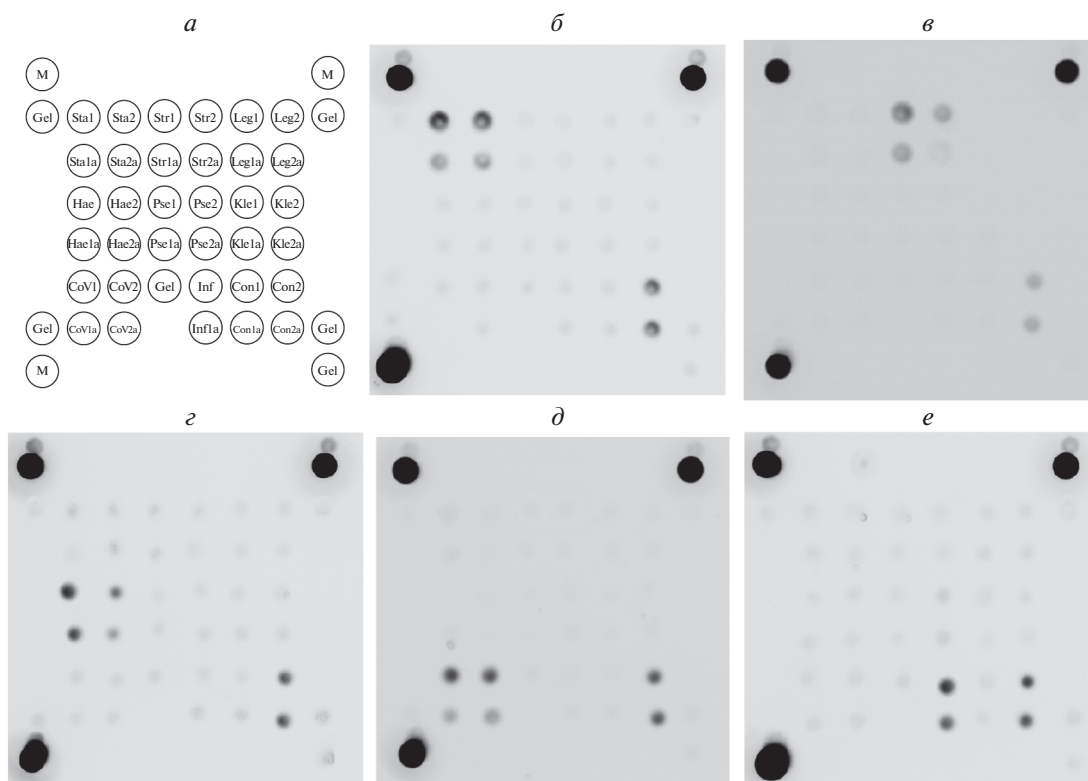 а
б
в
M M
Gel Sta1 Sta2 Str1 Str2 Leg1 Leg2 Gel
Sta1a Sta2a Str1a Str2a Leg1a Leg2a
Hae Hae2 Pse1 Pse2 Kle1 Kle2
Hae1a Hae2a Pse1a Pse2a Kle1a Kle2a
CoV1 CoV2 Gel Inf Con1 Con2
Gel CoV1a CoV2a Inf1a Con1a Con2a Gel
M Gel
г
д
е